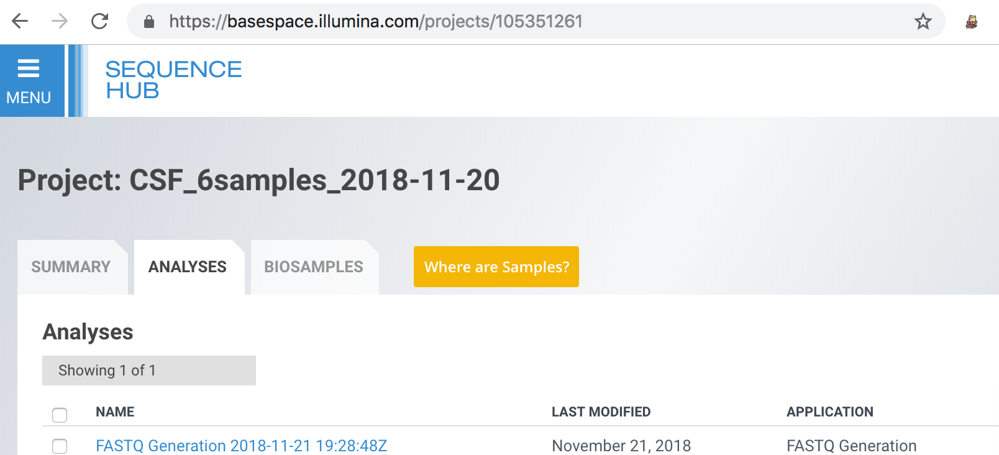 https://basespace.illumina.com/projects/105351261
MENU
SEQUENCE
HUB
Project: CSF_6samples_2018-11-20
SUMMARY ANALYSES BIOSAMPLES Where are Samples?
Analyses
Showing 1 of 1
NAME LAST MODIFIED APPLICATION
FASTQ Generation 2018-11-21 19:28:48Z November 21, 2018 FASTQ Generation